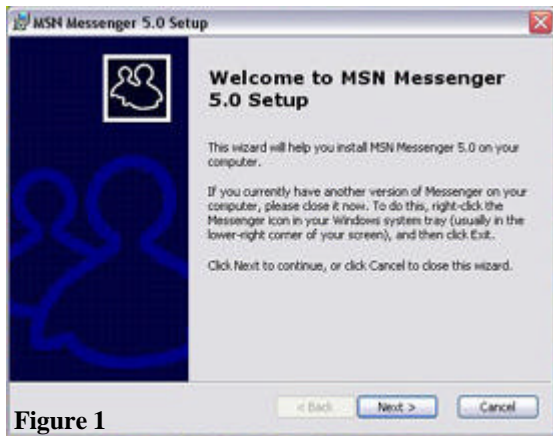 MSN Messenger 5.0 Setup
Welcome to MSN Messenger
5.0 Setup
This wizard will help you install MSN Messenger 5.0 on your
computer.
If you currently have another version of Messenger on your
computer, please close it now. To do this, right-click the
Messenger icon in your Windows system tray (usually in the
lower-right corner of your screen), and then click Exit.
Click Next to continue, or click Cancel to close this wizard.
< Back Next > Cancel
Figure 1